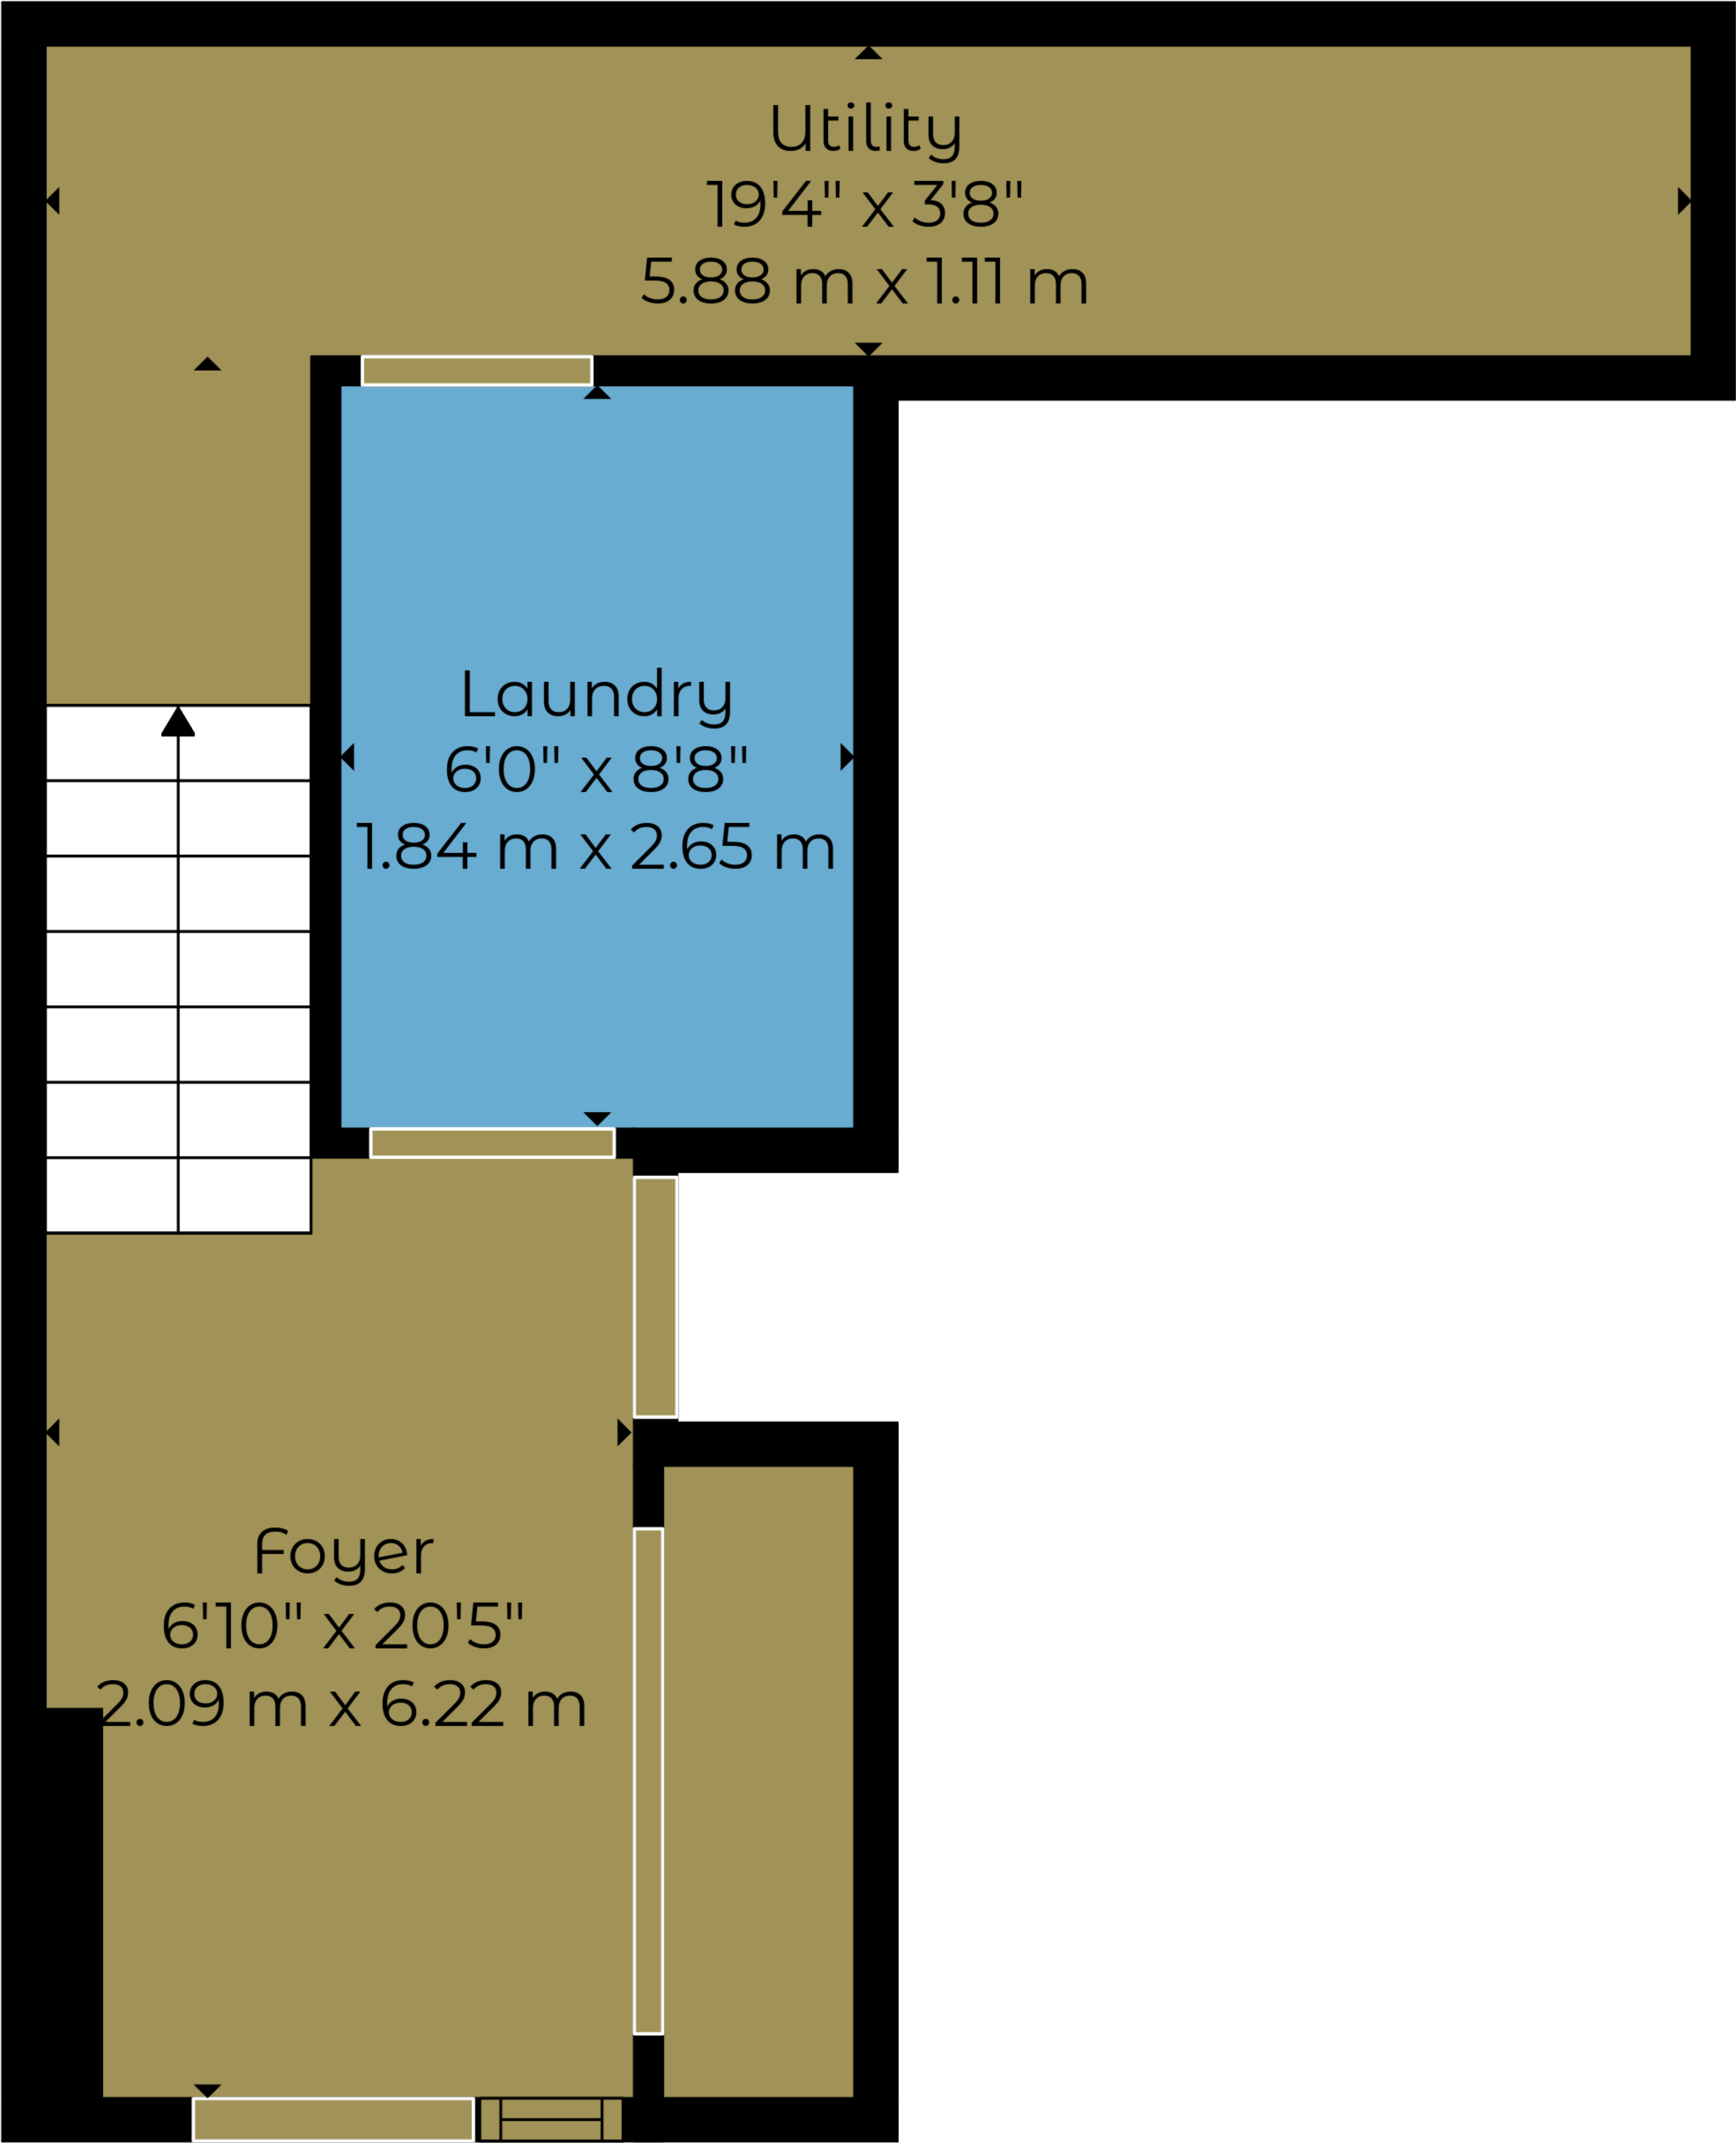 Utility
19'4" x 3'8"
5.88 m x 1.11 m
Laundry
6'0" x 8'8"
1.84 m x 2.65 m
Foyer
6'10" x 20'5"
2.09 m x 6.22 m